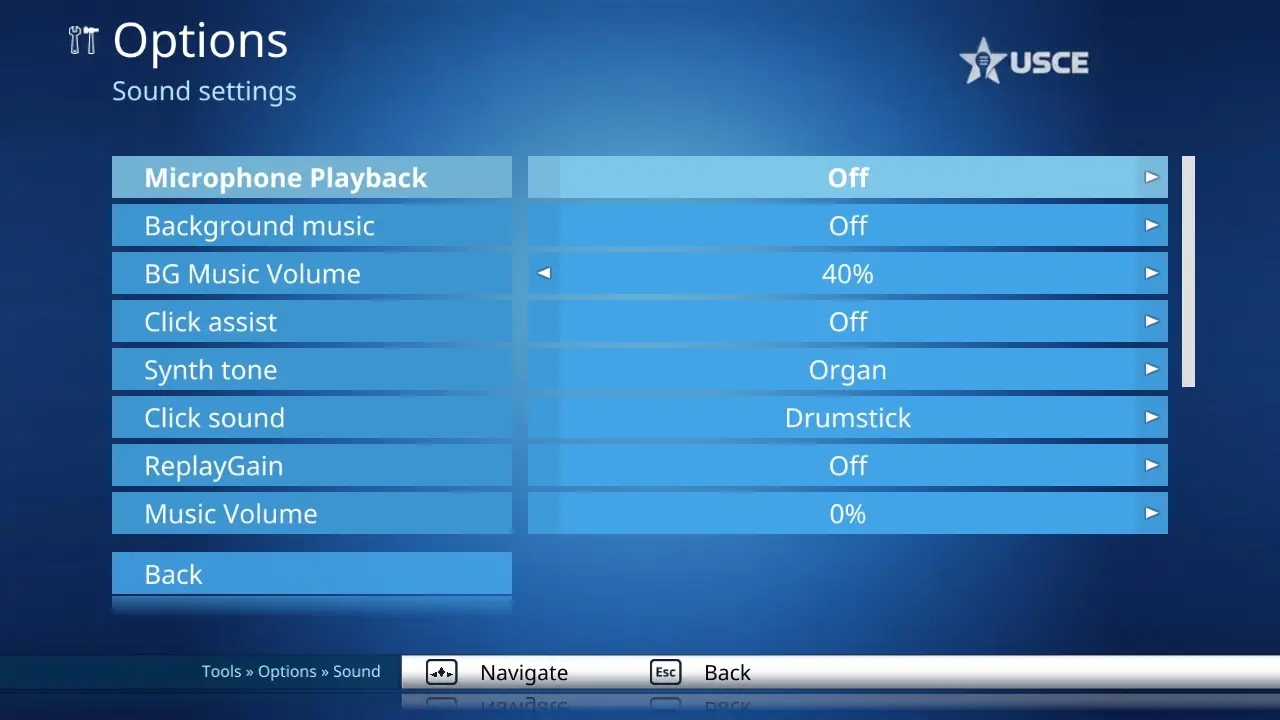 Options
Sound settings
USCE
Microphone Playback Off
Background music Off
BG Music Volume 40%
Click assist Off
Synth tone Organ
Click sound Drumstick
ReplayGain Off
Music Volume 0%
Back
Tools » Options » Sound Navigate Esc Back